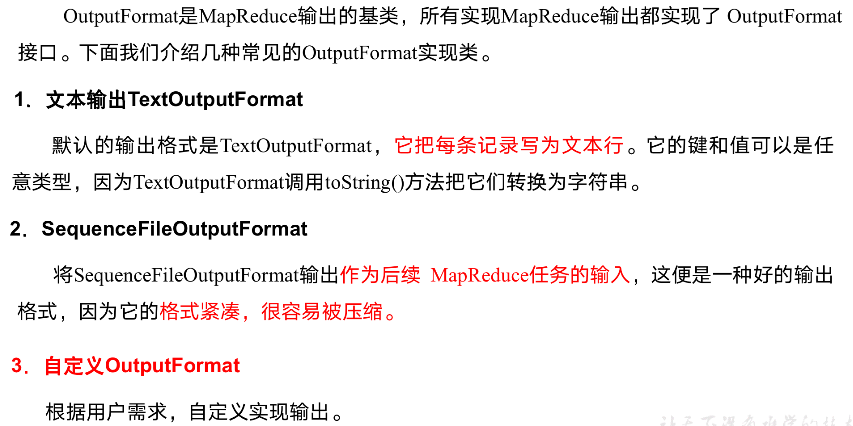 OutputFormat是MapReduce输出的基类，所有实现MapReduce输出都实现了 OutputFormat
接口。下面我们介绍几种常见的OutputFormat实现类。
1．文本输出TextOutputFormat
默认的输出格式是TextOutputFormat，它把每条记录写为文本行。它的键和值可以是任
意类型，因为TextOutputFormat调用toString()方法把它们转换为字符串。
2．SequenceFileOutputFormat
将SequenceFileOutputFormat输出作为后续 MapReduce任务的输入，这便是一种好的输出
格式，因为它的格式紧凑，很容易被压缩。
3．自定义OutputFormat
根据用户需求，自定义实现输出。